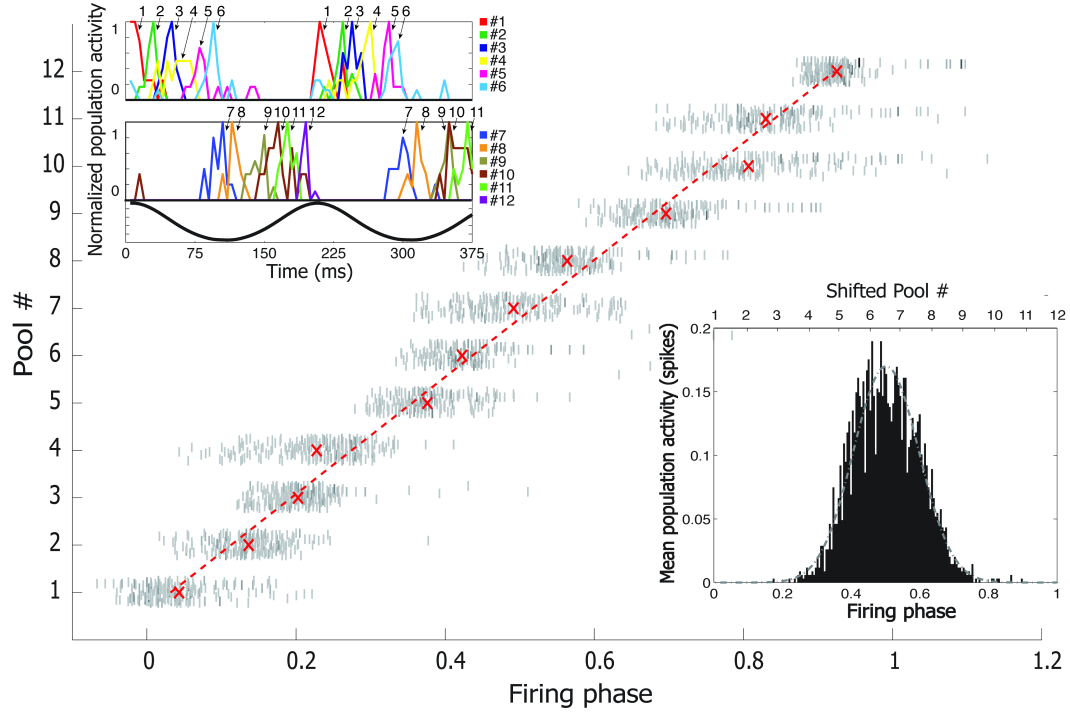 1 2 3 4 5 6 1 2 3 4 5 6
Normalized population activity
1
0
#1
#2
#3
#4
#5
#6
7 8 9 10 11 12 7 8 9 10 11
1
0
#7
#8
#9
#10
#11
#12
0 75 150 225 300 375
Time (ms)
Pool #
12
11
10
9
8
7
6
5
4
3
2
1
0 0.2 0.4 0.6 0.8 1 1.2
Firing phase
Shifted Pool #
1 2 3 4 5 6 7 8 9 10 11 12
Mean population activity (spikes)
0.2
0.15
0.1
0.05
0
0 0.2 0.4 0.6 0.8 1
Firing phase